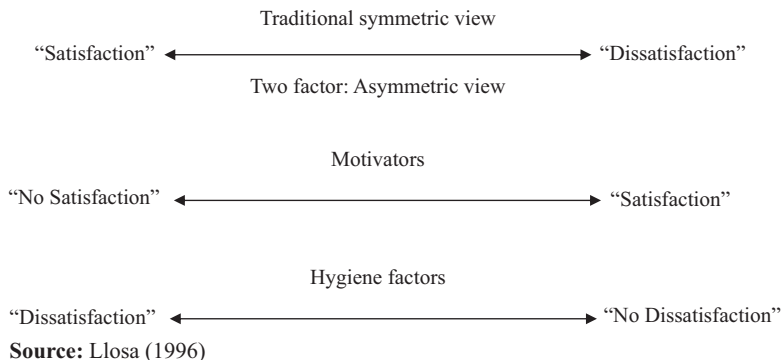 Traditional symmetric view
“Satisfaction” “Dissatisfaction”
Two factor: Asymmetric view
Motivators
“No Satisfaction” “Satisfaction”
Hygiene factors
“Dissatisfaction” “No Dissatisfaction”
Source: Llosa (1996)